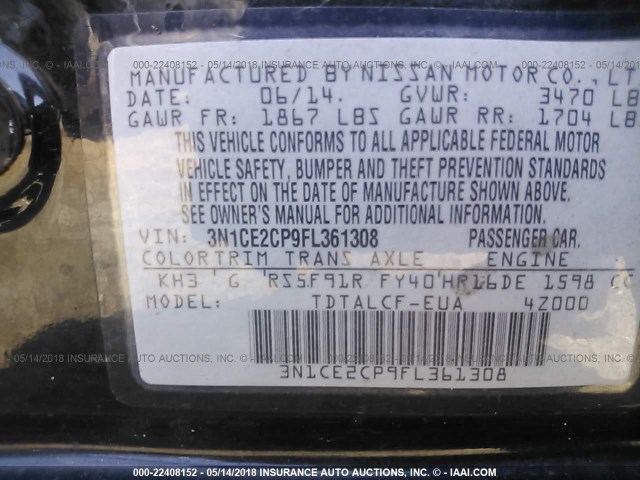 000-22408152 -- 05/14/2018 INSURANCE AUTO AUCTIONS, INC. © - IAAI.com
MANUFACTURED BY NISSAN MOTOR CO., LT
DATE: 06/14. GVWR: 3470 LB
GAWR FR: 1867 LBS GAWR RR: 1704 LB
THIS VEHICLE CONFORMS TO ALL APPLICABLE FEDERAL MOTOR
VEHICLE SAFETY, BUMPER AND THEFT PREVENTION STANDARDS
IN EFFECT ON THE DATE OF MANUFACTURE SHOWN ABOVE.
SEE OWNER'S MANUAL FOR ADDITIONAL INFORMATION.
VIN: 3N1CE2CP9FL361308 PASSENGER CAR.
COLORTRIM TRANS AXLE ENGINE
KH3 G RS5F91R FY40 HR16DE 1598 CC
MODEL: TDTALCF-EUA 4Z000
3N1CE2CP9FL361308
000-22408152 -- 05/14/2018 INSURANCE AUTO AUCTIONS, INC. © - IAAI.COM
000-22408152 - 05/14/2018 INSURANCE AUTO AUCTIONS, INC. © - IAAI.COM